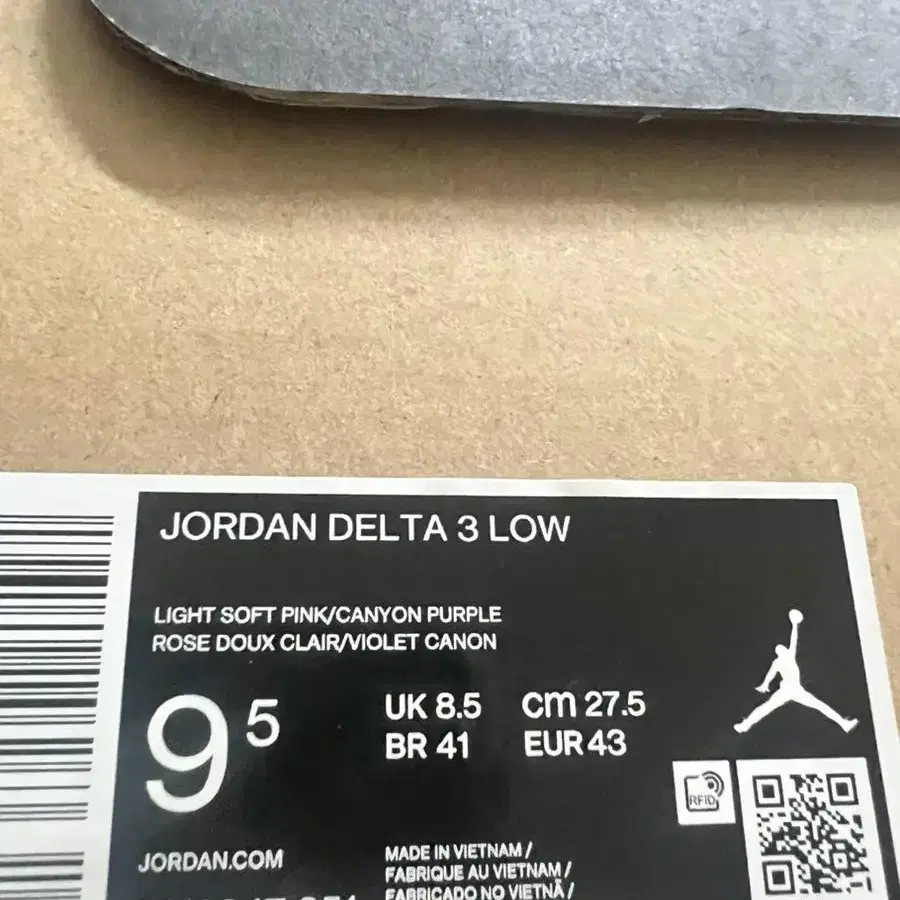 JORDAN DELTA 3 LOW
LIGHT SOFT PINK/CANYON PURPLE
ROSE DOUX CLAIR/VIOLET CANON
9 5
UK 8.5 cm 27.5
BR 41 EUR 43
RFID
JORDAN.COM
MADE IN VIETNAM /
FABRIQUE AU VIETNAM /
FABRICADO NO VIETNÃ /